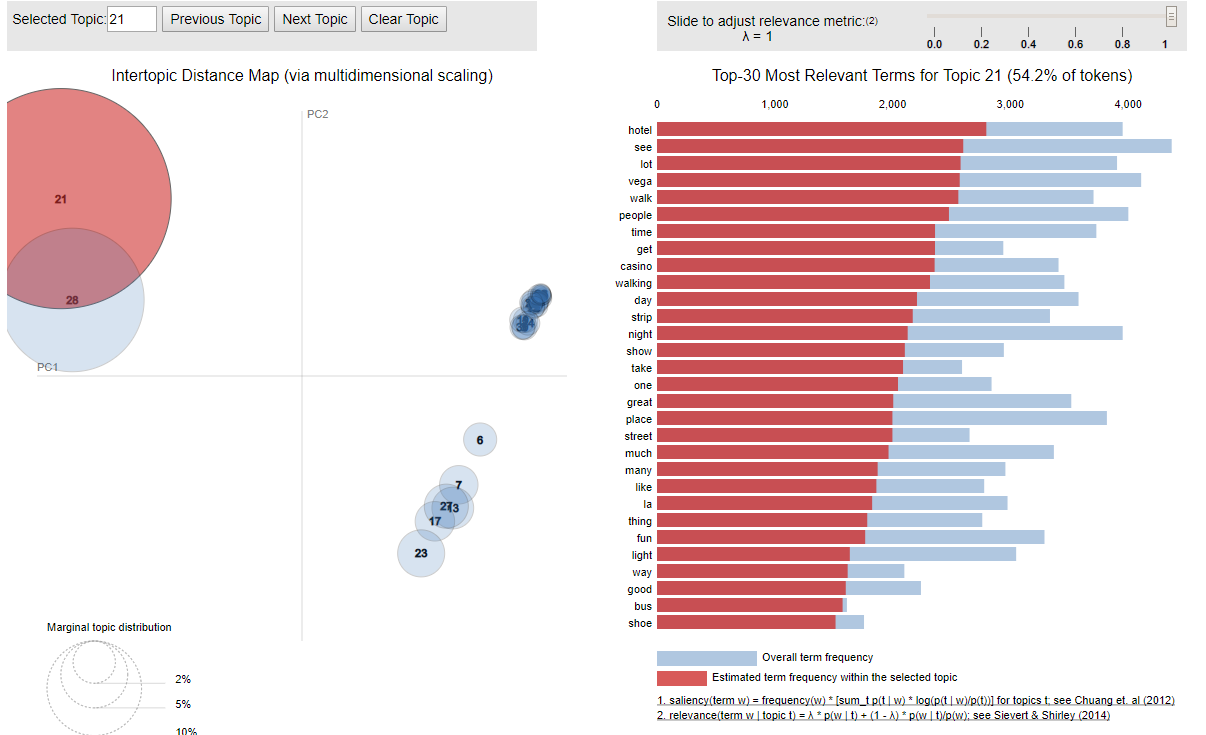 Selected Topic: 21 Previous Topic Next Topic Clear Topic
Slide to adjust relevance metric:(2)
λ = 1
0.0 0.2 0.4 0.6 0.8 1
Intertopic Distance Map (via multidimensional scaling)
PC2
PC1
21
28
6
7
27
13
17
23
Marginal topic distribution
2%
5%
10%
Top-30 Most Relevant Terms for Topic 21 (54.2% of tokens)
0 1,000 2,000 3,000 4,000
hotel
see
lot
vega
walk
people
time
get
casino
walking
day
strip
night
show
take
one
great
place
street
much
many
like
la
thing
fun
light
way
good
bus
shoe
Overall term frequency
Estimated term frequency within the selected topic
1. saliency(term w) = frequency(w) * [sum_t p(t | w) * log(p(t | w)/p(t))] for topics t; see Chuang et. al (2012)
2. relevance(term w | topic t) = λ * p(w | t) + (1 - λ) * p(w | t)/p(w); see Sievert & Shirley (2014)